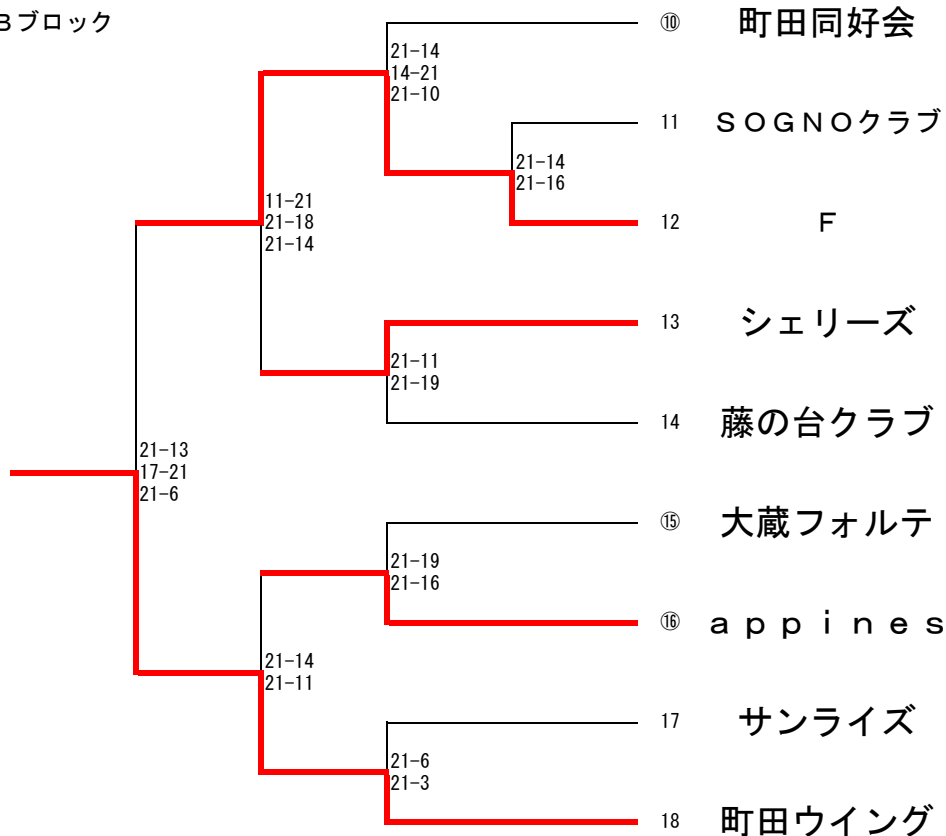 Bブロック
⑩ 町田同好会
21-14
14-21
21-10
11 SOGNOクラブ
21-14
21-16
12 F
11-21
21-18
21-14
13 シェリーズ
21-11
21-19
14 藤の台クラブ
21-13
17-21
21-6
⑮ 大蔵フォルテ
21-19
21-16
⑯ appines
21-14
21-11
17 サンライズ
21-6
21-3
18 町田ウイング